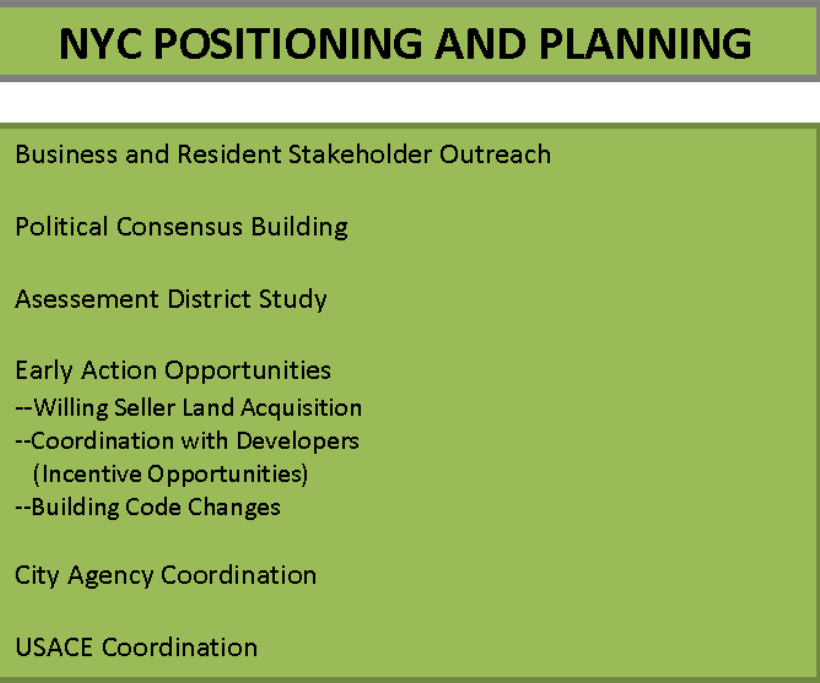 NYC POSITIONING AND PLANNING
Business and Resident Stakeholder Outreach
Political Consensus Building
Asessement District Study
Early Action Opportunities
--Willing Seller Land Acquisition
--Coordination with Developers
(Incentive Opportunities)
--Building Code Changes
City Agency Coordination
USACE Coordination